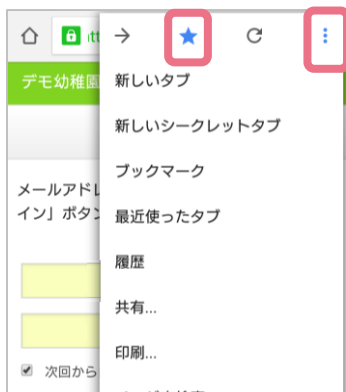 tt
デモ幼稚園
新しいタブ
新しいシークレットタブ
ブックマーク
メールアドレ
イン」ボタン
最近使ったタブ
履歴
共有...
印刷...
次回から